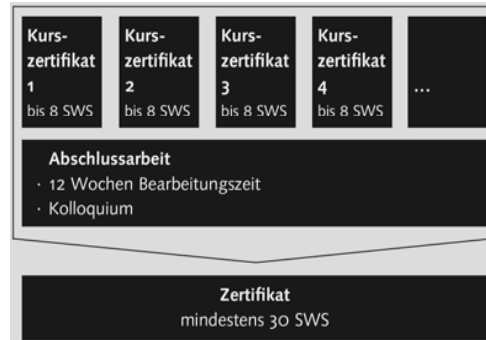 Kurs-
zertifikat
1
bis 8 SWS
Kurs-
zertifikat
2
bis 8 SWS
Kurs-
zertifikat
3
bis 8 SWS
Kurs-
zertifikat
4
bis 8 SWS
...
Abschlussarbeit
· 12 Wochen Bearbeitungszeit
· Kolloquium
Zertifikat
mindestens 30 SWS